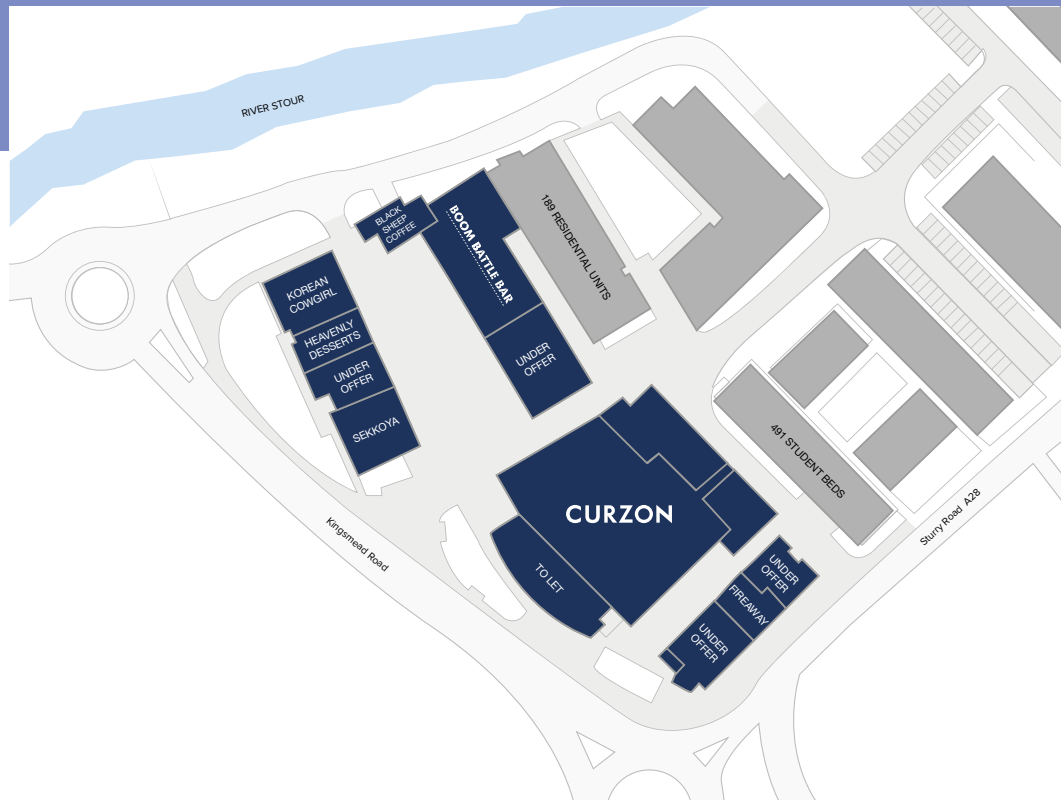 RIVER STOUR
BLACK
SHEEP
COFFEE
BOOM BATTLE BAR
189 RESIDENTIAL UNITS
KOREAN
COWGIRL
HEAVENLY
DESSERTS
UNDER
OFFER
SEKKOYA
UNDER
OFFER
491 STUDENT BEDS
CURZON
TO LET
UNDER
OFFER
FIREAWAY
UNDER
OFFER
Kingsmead Road
Sturry Road A28